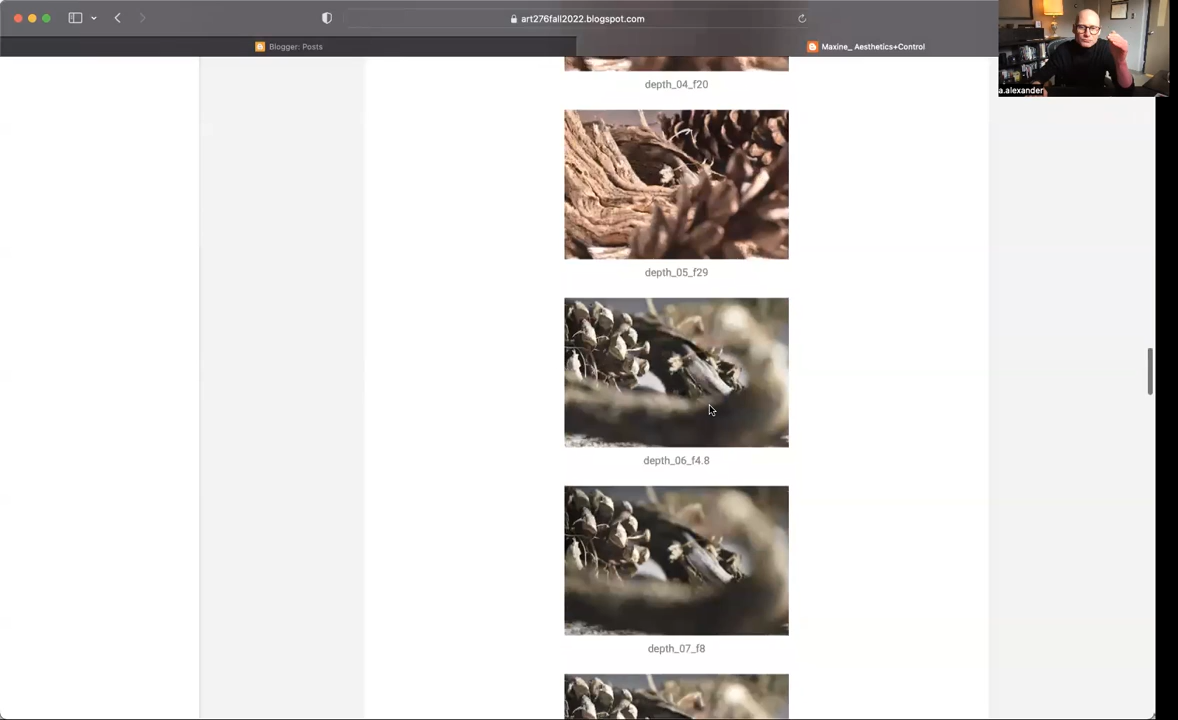 art276fall2022.blogspot.com
Blogger: Posts
Maxine_ Aesthetics+Control
a.alexander
depth_04_f20
depth_05_f29
depth_06_f4.8
depth_07_f8